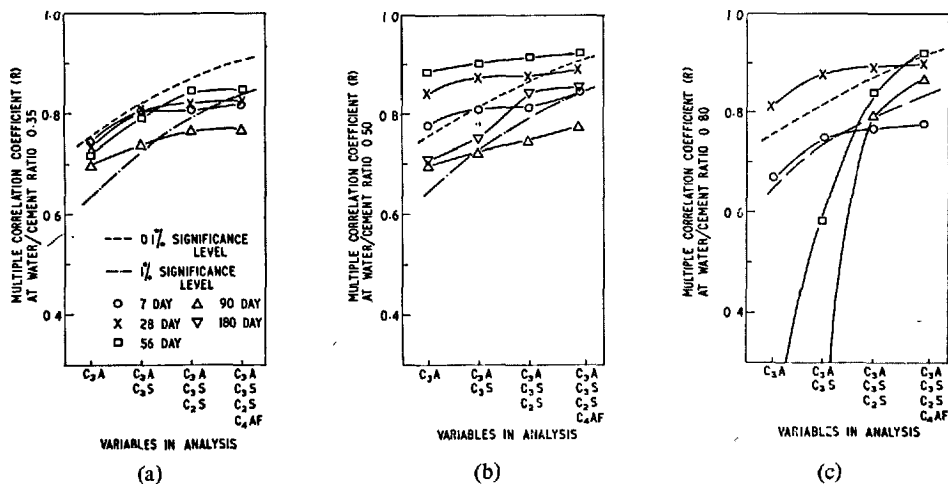 MULTIPLE CORRELATION COEFFICIENT (R)
AT WATER/CEMENT RATIO 0.35
1.0
0.8
0.6
0.4
0.1% SIGNIFICANCE
LEVEL
1% SIGNIFICANCE
LEVEL
7 DAY
90 DAY
28 DAY
180 DAY
56 DAY
C3A
C3A
C3S
C3A
C3S
C2S
C3A
C3S
C2S
C4AF
VARIABLES IN ANALYSIS
(a)
MULTIPLE CORRELATION COEFFICIENT (R)
AT WATER/CEMENT RATIO 0.50
1.0
0.8
0.6
0.4
C3A
C3A
C3S
C3A
C3S
C2S
C3A
C3S
C2S
C4AF
VARIABLES IN ANALYSIS
(b)
MULTIPLE CORRELATION COEFFICIENT (R)
AT WATER/CEMENT RATIO 0.80
1.0
0.8
0.6
0.4
C3A
C3A
C3S
C3A
C3S
C2S
C3A
C3S
C2S
C4AF
VARIABLES IN ANALYSIS
(c)